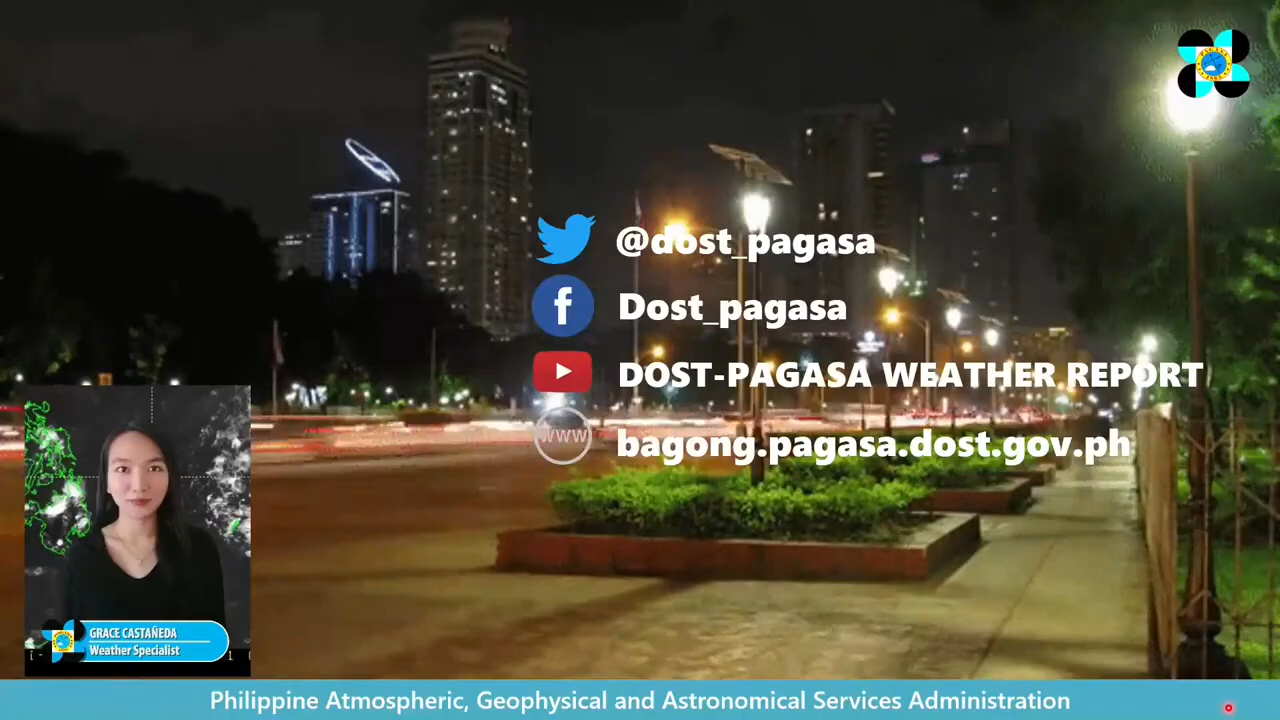 @dost_pagasa
Dost_pagasa
DOST-PAGASA WEATHER REPORT
www
bagong.pagasa.dost.gov.ph
GRACE CASTAÑEDA
Weather Specialist
Philippine Atmospheric, Geophysical and Astronomical Services Administration